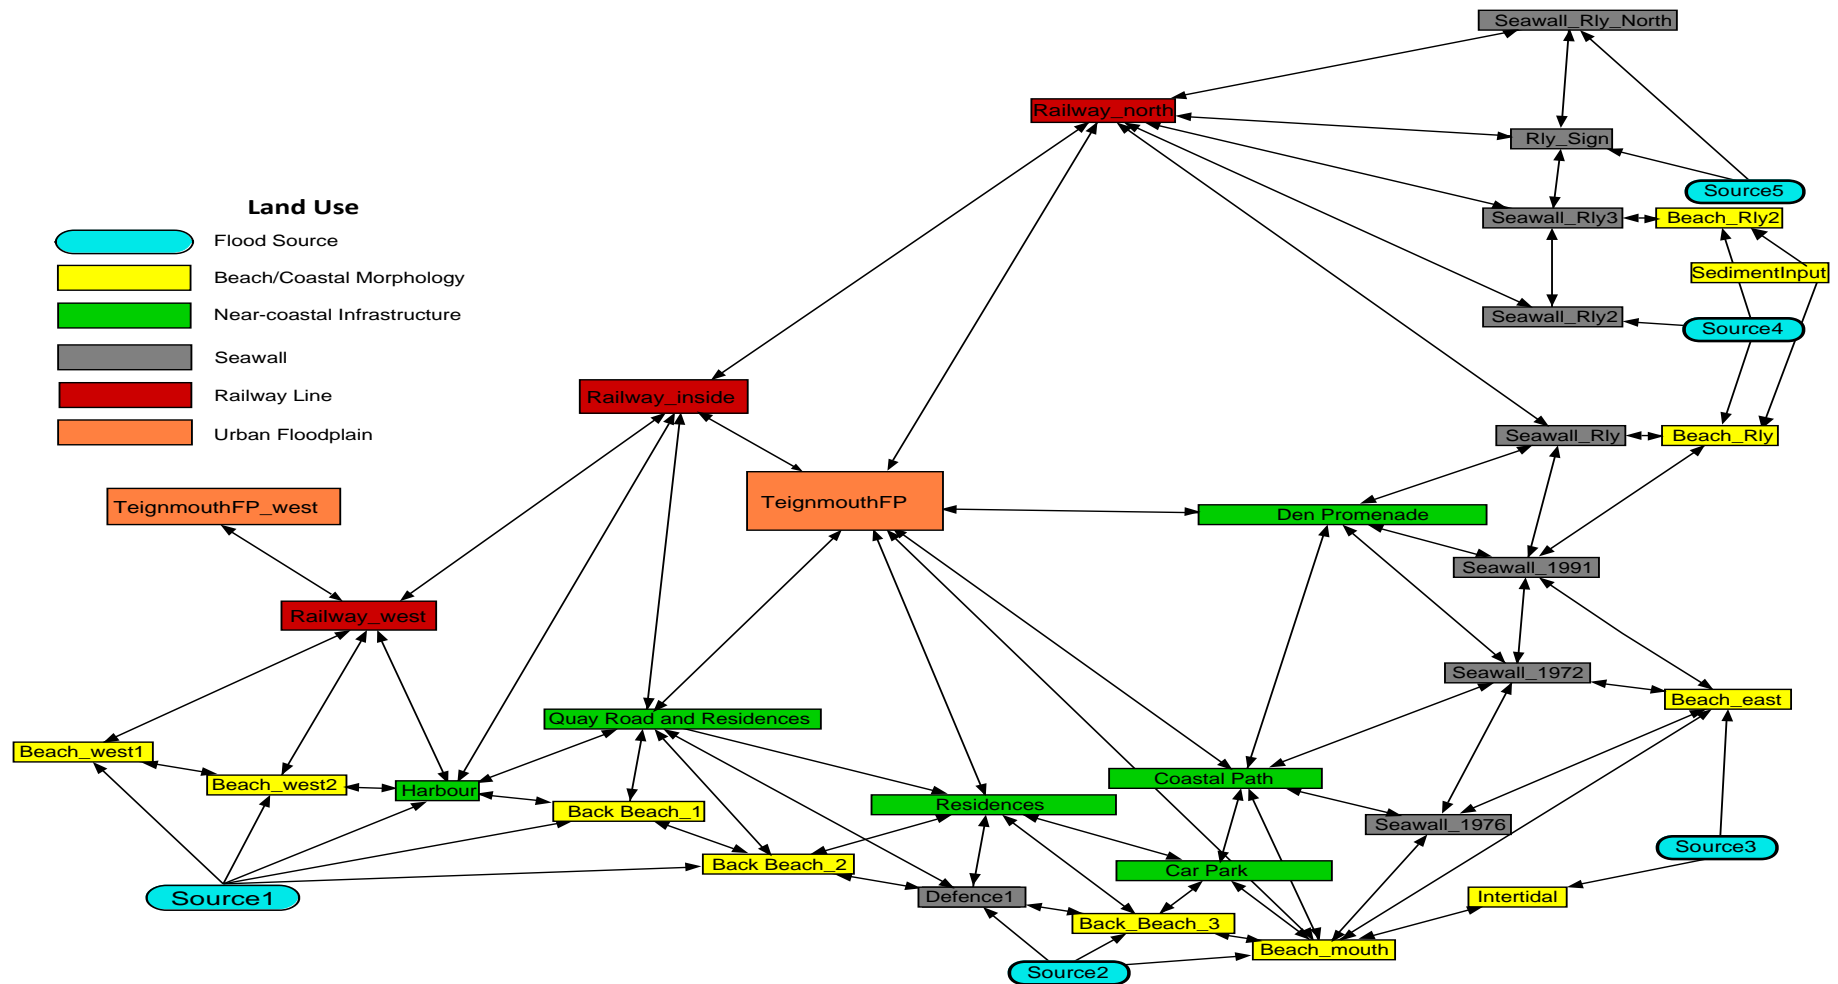 Seawall_Rly_North
Railway_north
Rly_Sign
Source5
Land Use
Seawall_Rly3
Beach_Rly2
Flood Source
Beach/Coastal Morphology
SedimentInput
Near-coastal Infrastructure
Seawall_Rly2
Source4
Seawall
Railway Line
Railway_inside
Urban Floodplain
Seawall_Rly
Beach_Rly
TeignmouthFP_west
TeignmouthFP
Den Promenade
Seawall_1991
Railway_west
Seawall_1972
Beach_east
Quay Road and Residences
Beach_west1
Coastal Path
Beach_west2
Harbour
Residences
Back Beach_1
Seawall_1976
Source3
Back Beach_2
Car Park
Source1
Defence1
Intertidal
Back_Beach_3
Beach_mouth
Source2